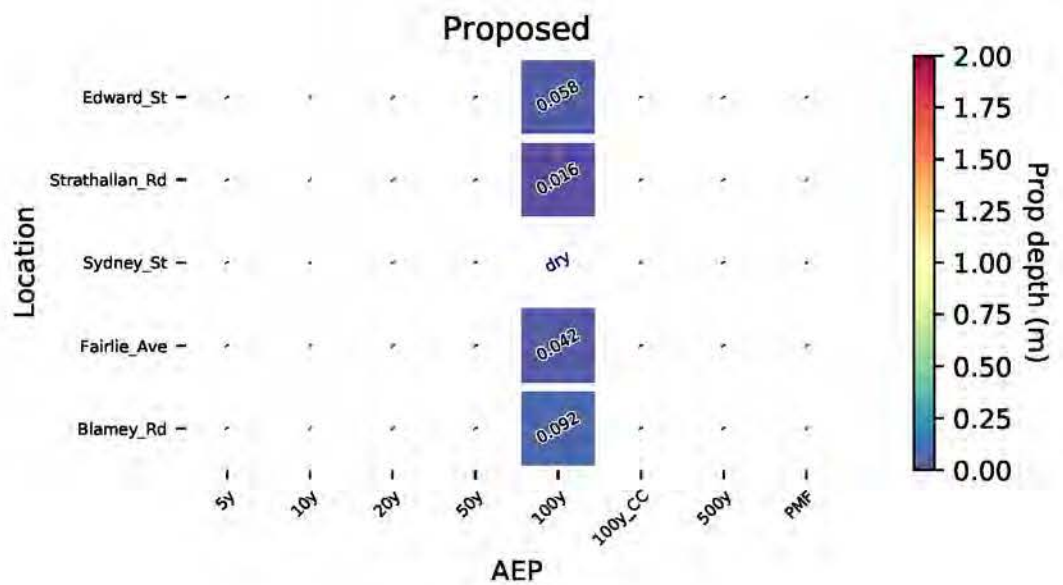 Proposed
Edward_St
0.058
Strathallan_Rd
0.016
Sydney_St
dry
Fairlie_Ave
0.042
Blamey_Rd
0.092
Location
5y
10y
20y
50y
100y
100y_CC
500y
PMF
AEP
2.00
1.75
1.50
1.25
1.00
0.75
0.50
0.25
0.00
Prop depth (m)